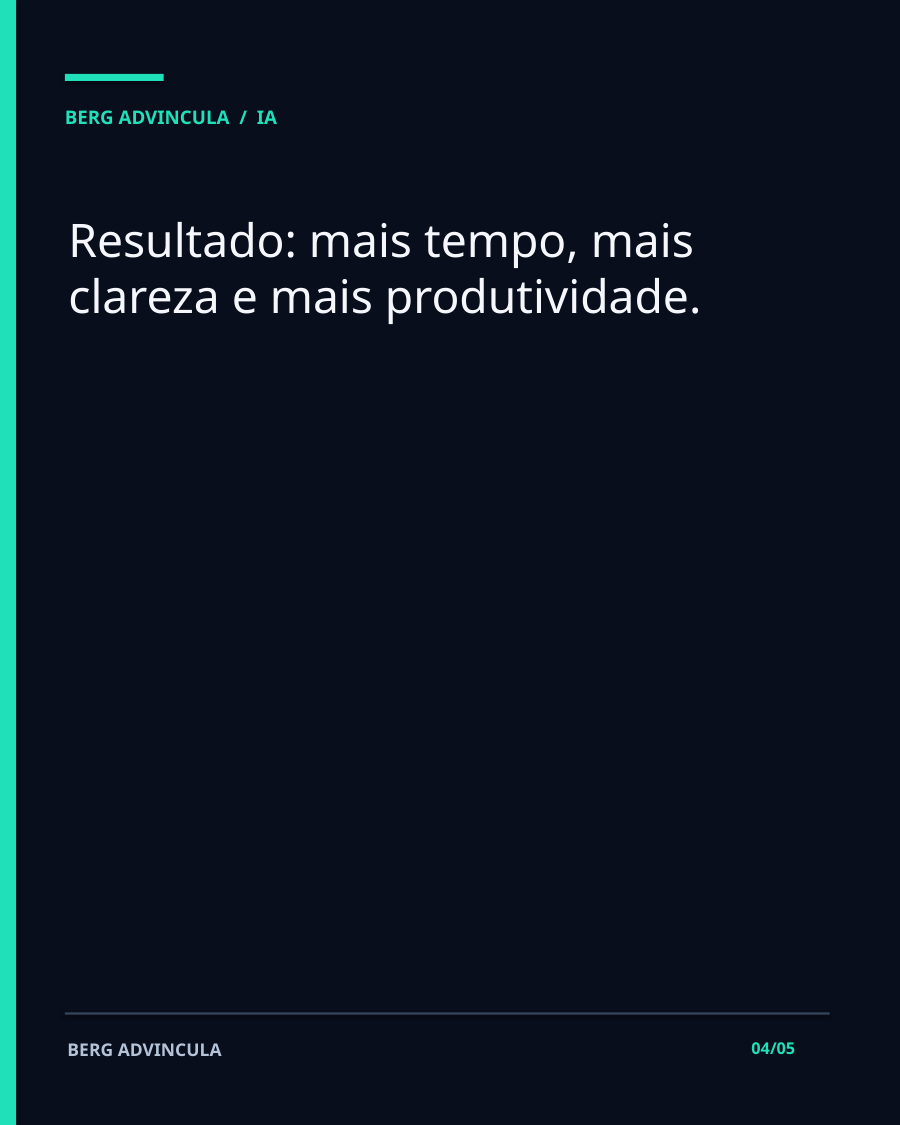 BERG ADVINCULA / IA
Resultado: mais tempo, mais
clareza e mais produtividade.
BERG ADVINCULA
04/05